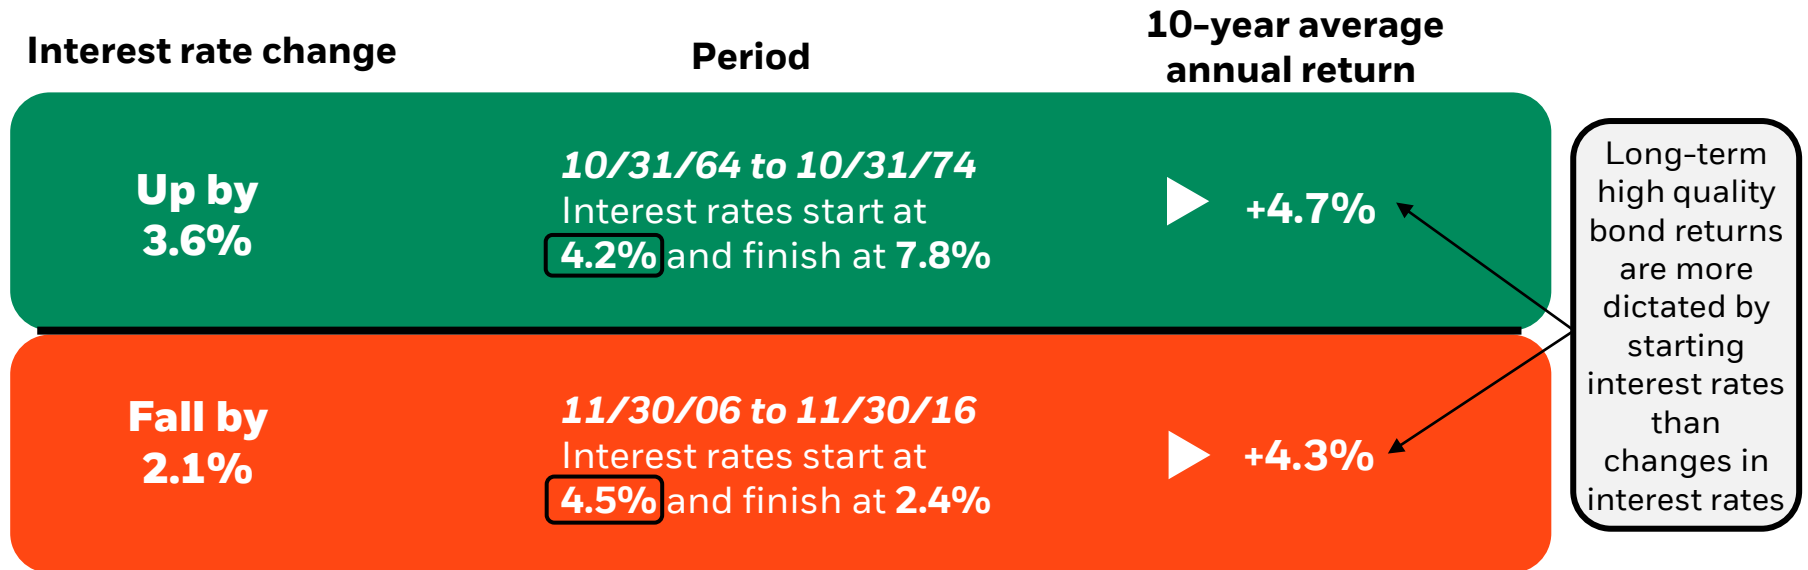 Interest rate change
Period
10-year average
annual return
Up by
3.6%
10/31/64 to 10/31/74
Interest rates start at
4.2% and finish at 7.8%
+4.7%
Fall by
2.1%
11/30/06 to 11/30/16
Interest rates start at
4.5% and finish at 2.4%
+4.3%
Long-term
high quality
bond returns
are more
dictated by
starting
interest rates
than
changes in
interest rates